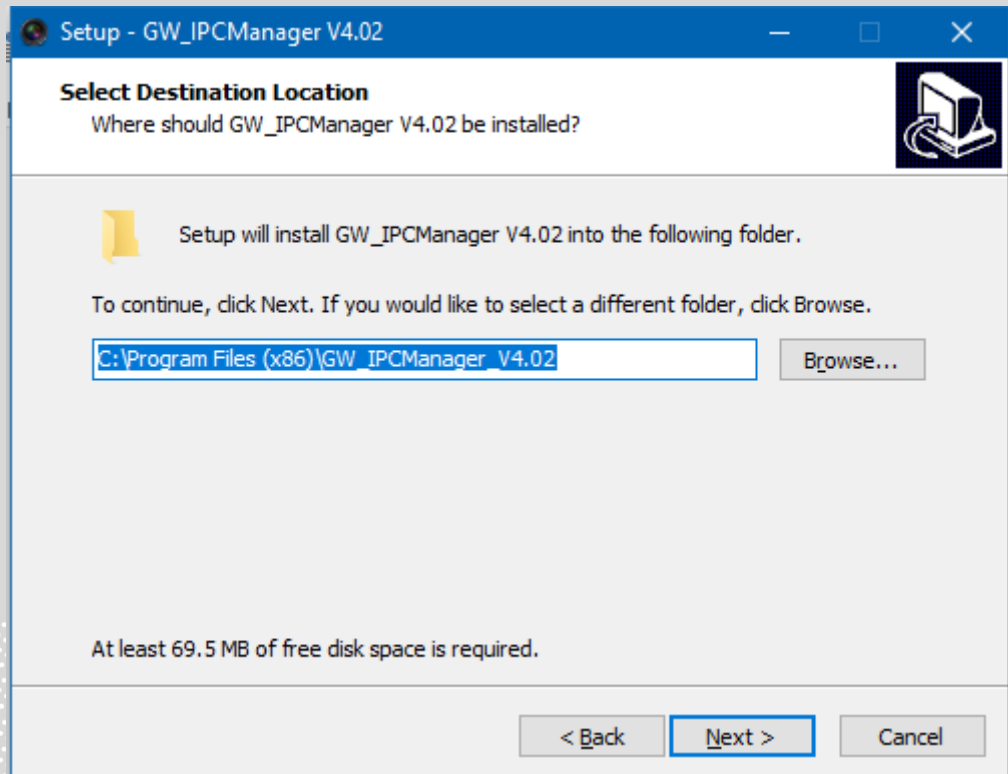 Setup - GW_IPCManager V4.02
Select Destination Location
Where should GW_IPCManager V4.02 be installed?
Setup will install GW_IPCManager V4.02 into the following folder.
To continue, click Next. If you would like to select a different folder, click Browse.
C:\Program Files (x86)\GW_IPCManager_V4.02
Browse...
At least 69.5 MB of free disk space is required.
< Back
Next >
Cancel